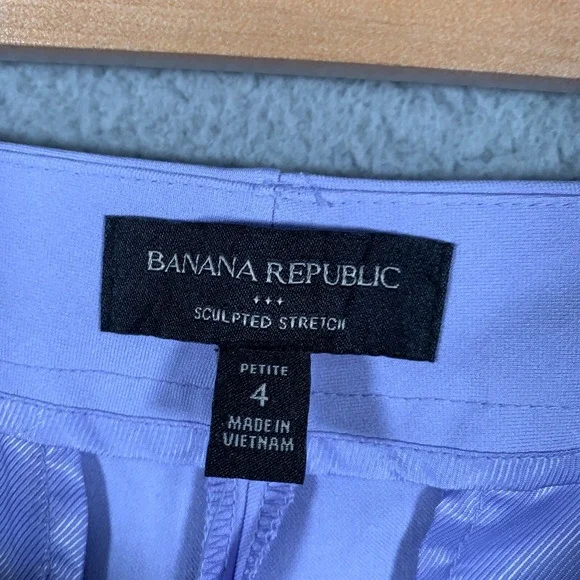 BANANA REPUBLIC
SCULPTED STRETCH
PETITE
4
MADE IN
VIETNAM